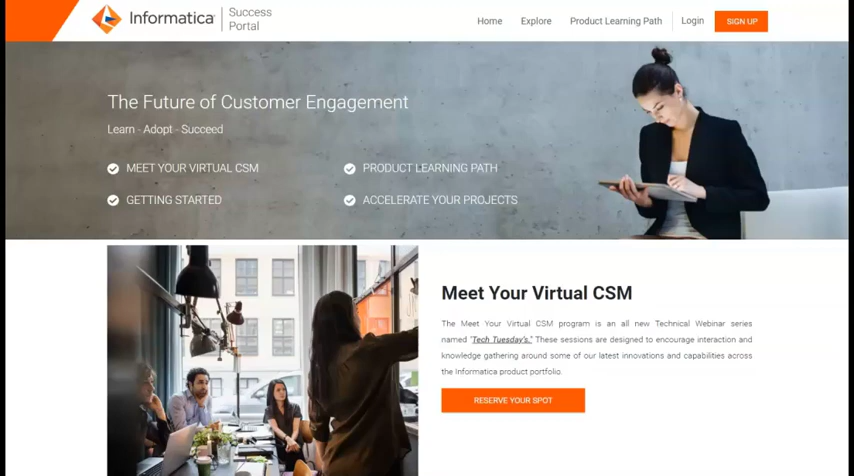 Informatica
Success
Portal
Home
Explore
Product Learning Path
Login
SIGN UP
The Future of Customer Engagement
Learn - Adopt - Succeed
MEET YOUR VIRTUAL CSM
PRODUCT LEARNING PATH
GETTING STARTED
ACCELERATE YOUR PROJECTS
Meet Your Virtual CSM
The Meet Your Virtual CSM program is an all new Technical Webinar series
named "Tech Tuesday's." These sessions are designed to encourage interaction and
knowledge gathering around some of our latest innovations and capabilities across
the Informatica product portfolio.
RESERVE YOUR SPOT